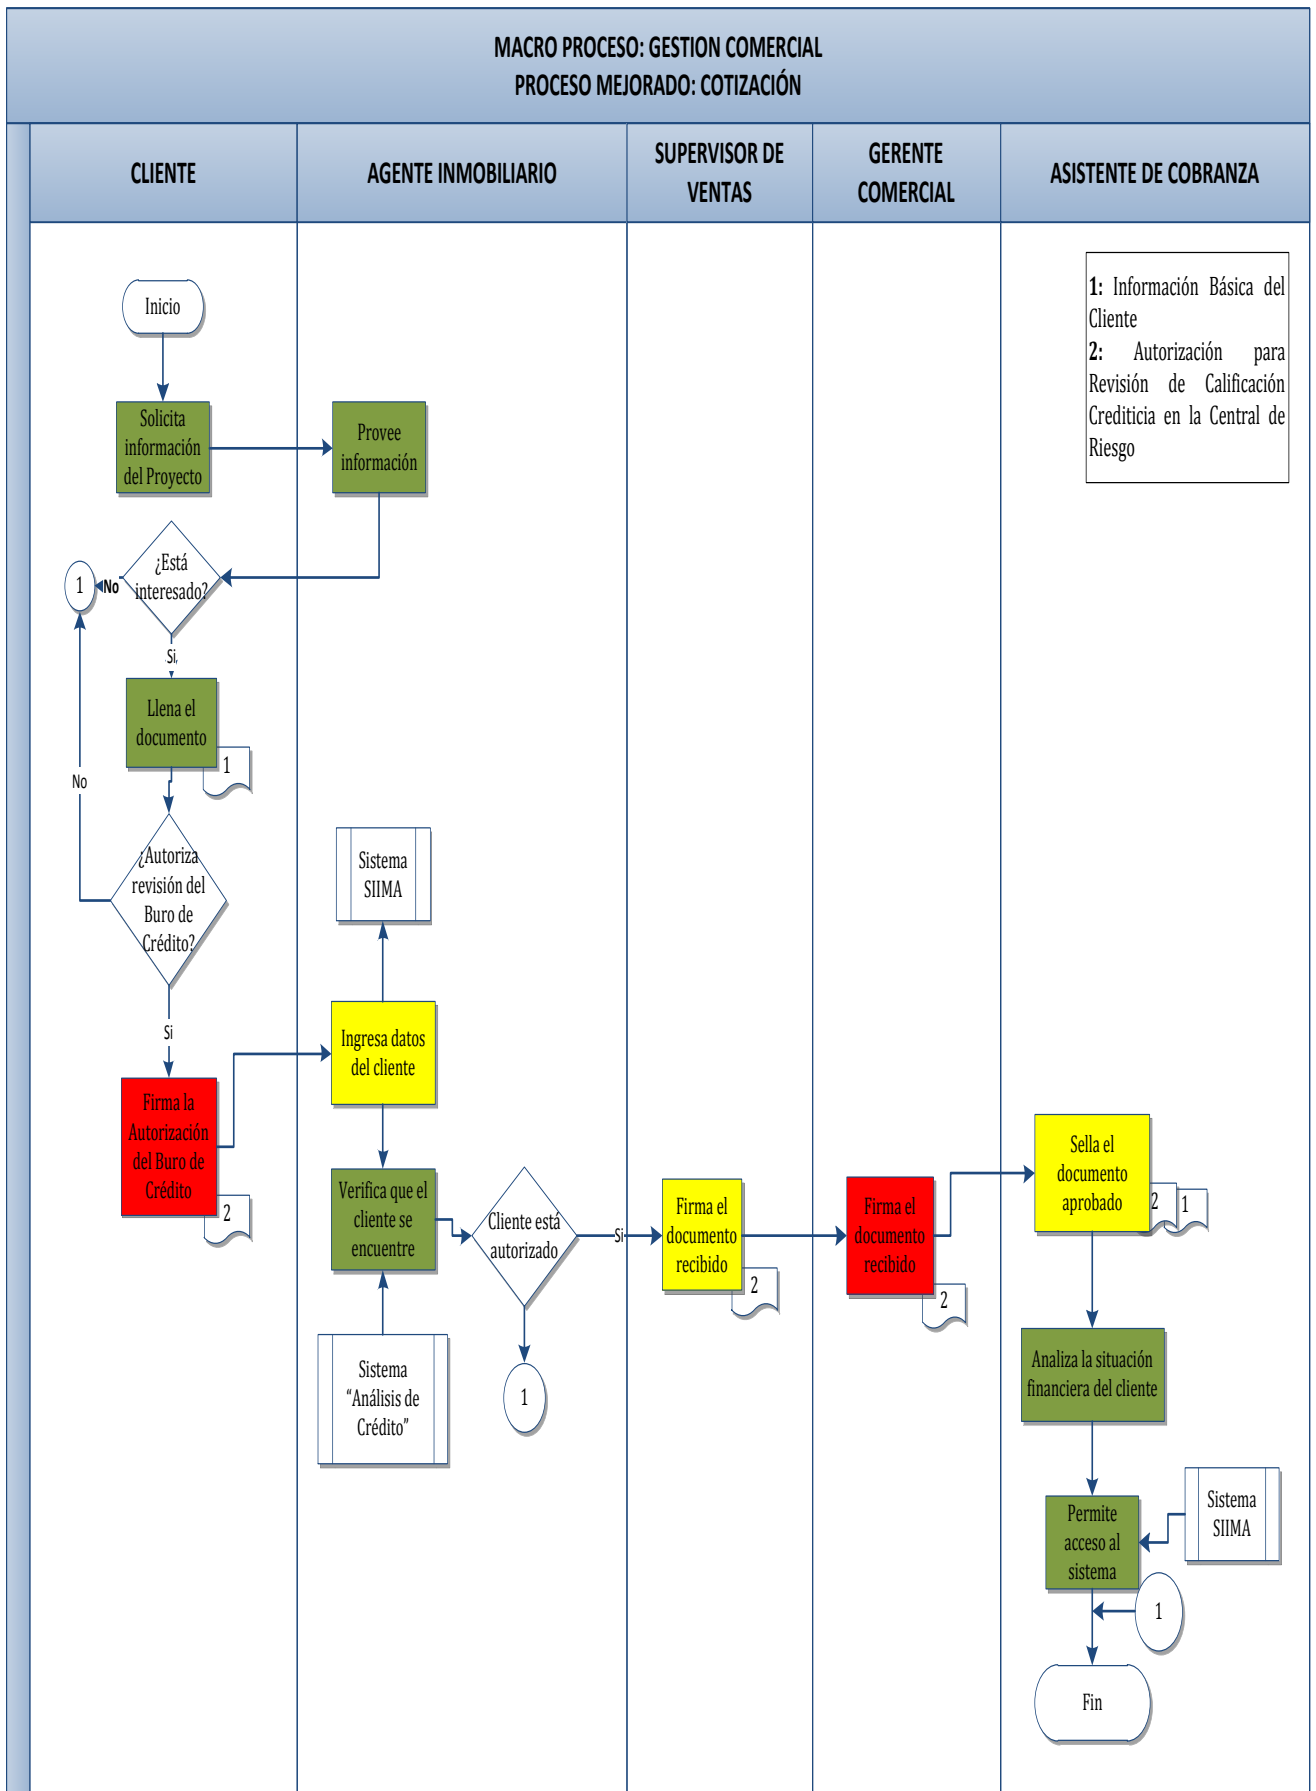 MACRO PROCESO: GESTION COMERCIAL
PROCESO MEJORADO: COTIZACIÓN
CLIENTE
AGENTE INMOBILIARIO
SUPERVISOR DE
VENTAS
GERENTE
COMERCIAL
ASISTENTE DE COBRANZA
1: Información Básica del
Cliente
2: Autorización para
Revisión de Calificación
Crediticia en la Central de
Riesgo
Inicio
Solicita
información
del Proyecto
Provee
información
¿Está
interesado?
No
1
Si
Llena el
documento
1
No
¿Autoriza
revisión del
Buro de
Crédito?
Si
Firma la
Autorización
del Buro de
Crédito
2
Sistema
SIIMA
Ingresa datos
del cliente
Verifica que el
cliente se
encuentre
Sistema
“Análisis de
Crédito”
Cliente está
autorizado
1
Si
Firma el
documento
recibido
2
Firma el
documento
recibido
2
Sella el
documento
aprobado
2
1
Analiza la situación
financiera del cliente
Permite
acceso al
sistema
Sistema
SIIMA
1
Fin